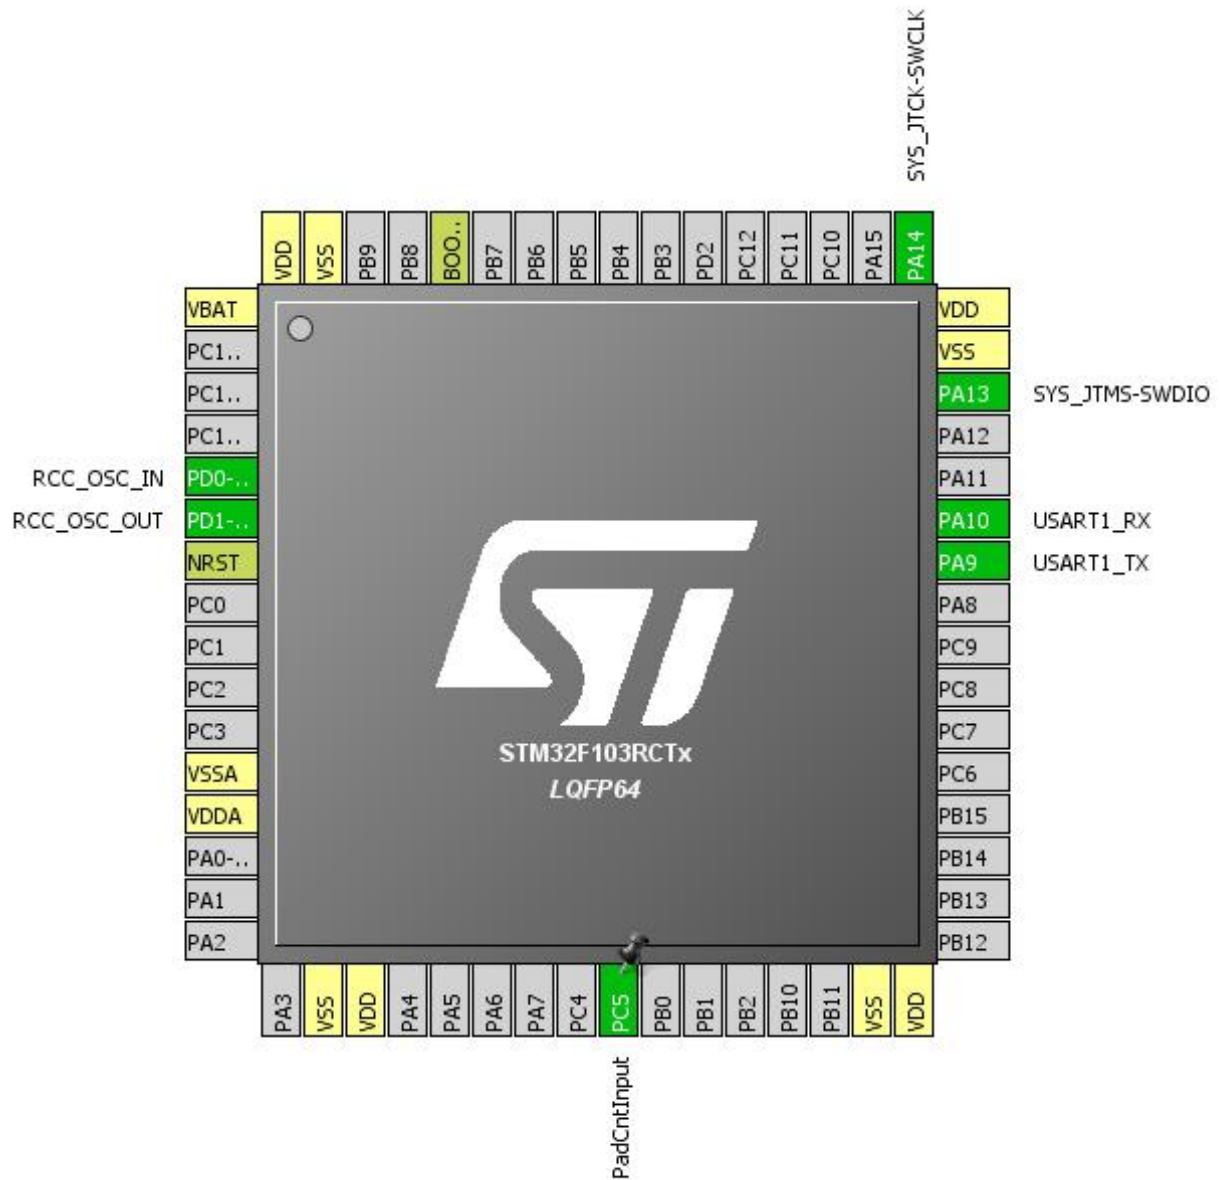 SYS_JTCK-SWCLK
VDD
VSS
PB9
PB8
BOO..
PB7
PB6
PB5
PB4
PB3
PD2
PC12
PC11
PC10
PA15
PA14
VBAT
PC1..
PC1..
PC1..
RCC_OSC_IN PD0-..
RCC_OSC_OUT PD1-..
NRST
PC0
PC1
PC2
PC3
VSSA
VDDA
PA0-..
PA1
PA2
ST
STM32F103RCTx
LQFP64
VDD
VSS
PA13 SYS_JTMS-SWDIO
PA12
PA11
PA10 USART1_RX
PA9 USART1_TX
PA8
PC9
PC8
PC7
PC6
PB15
PB14
PB13
PB12
PA3
VSS
VDD
PA4
PA5
PA6
PA7
PC4
PC5
PB0
PB1
PB2
PB10
PB11
VSS
VDD
PadCntInput